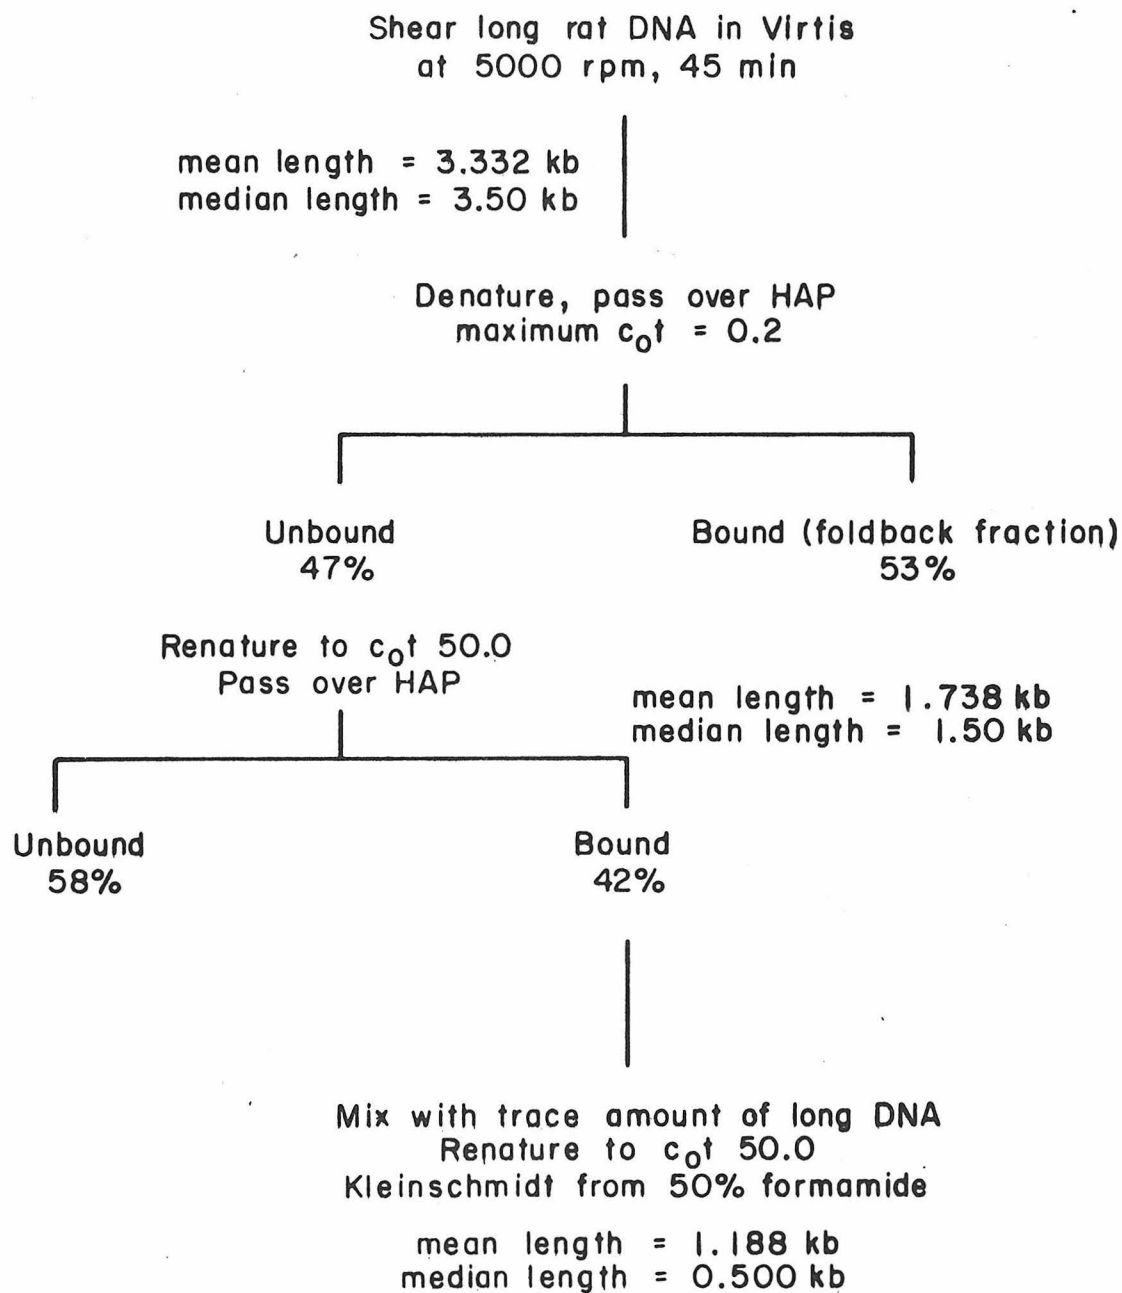 Shear long rat DNA in Virtis
at 5000 rpm, 45 min
mean length = 3.332 kb
median length = 3.50 kb
Denature, pass over HAP
maximum c₀t = 0.2
Unbound
47%
Bound (foldback fraction)
53%
Renature to c₀t 50.0
Pass over HAP
mean length = 1.738 kb
median length = 1.50 kb
Unbound
58%
Bound
42%
Mix with trace amount of long DNA
Renature to c₀t 50.0
Kleinschmidt from 50% formamide
mean length = 1.188 kb
median length = 0.500 kb